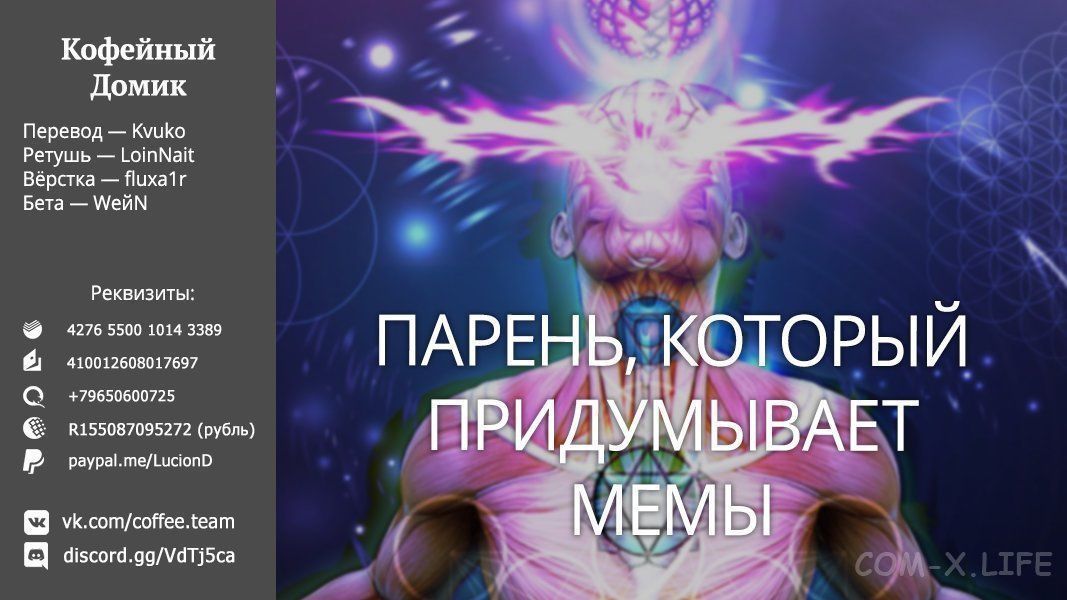 Кофейный
Домик
Перевод — Kvuko
Ретушь — LoinNait
Вёрстка — fluxa1r
Бета — WeйN
Реквизиты:
4276 5500 1014 3389
410012608017697
+79650600725
R155087095272 (рубль)
paypal.me/LucionD
vk.com/coffee.team
discord.gg/VdTj5ca
ПАРЕНЬ, КОТОРЫЙ
ПРИДУМЫВАЕТ
МЕМЫ
COM-X.LIFE